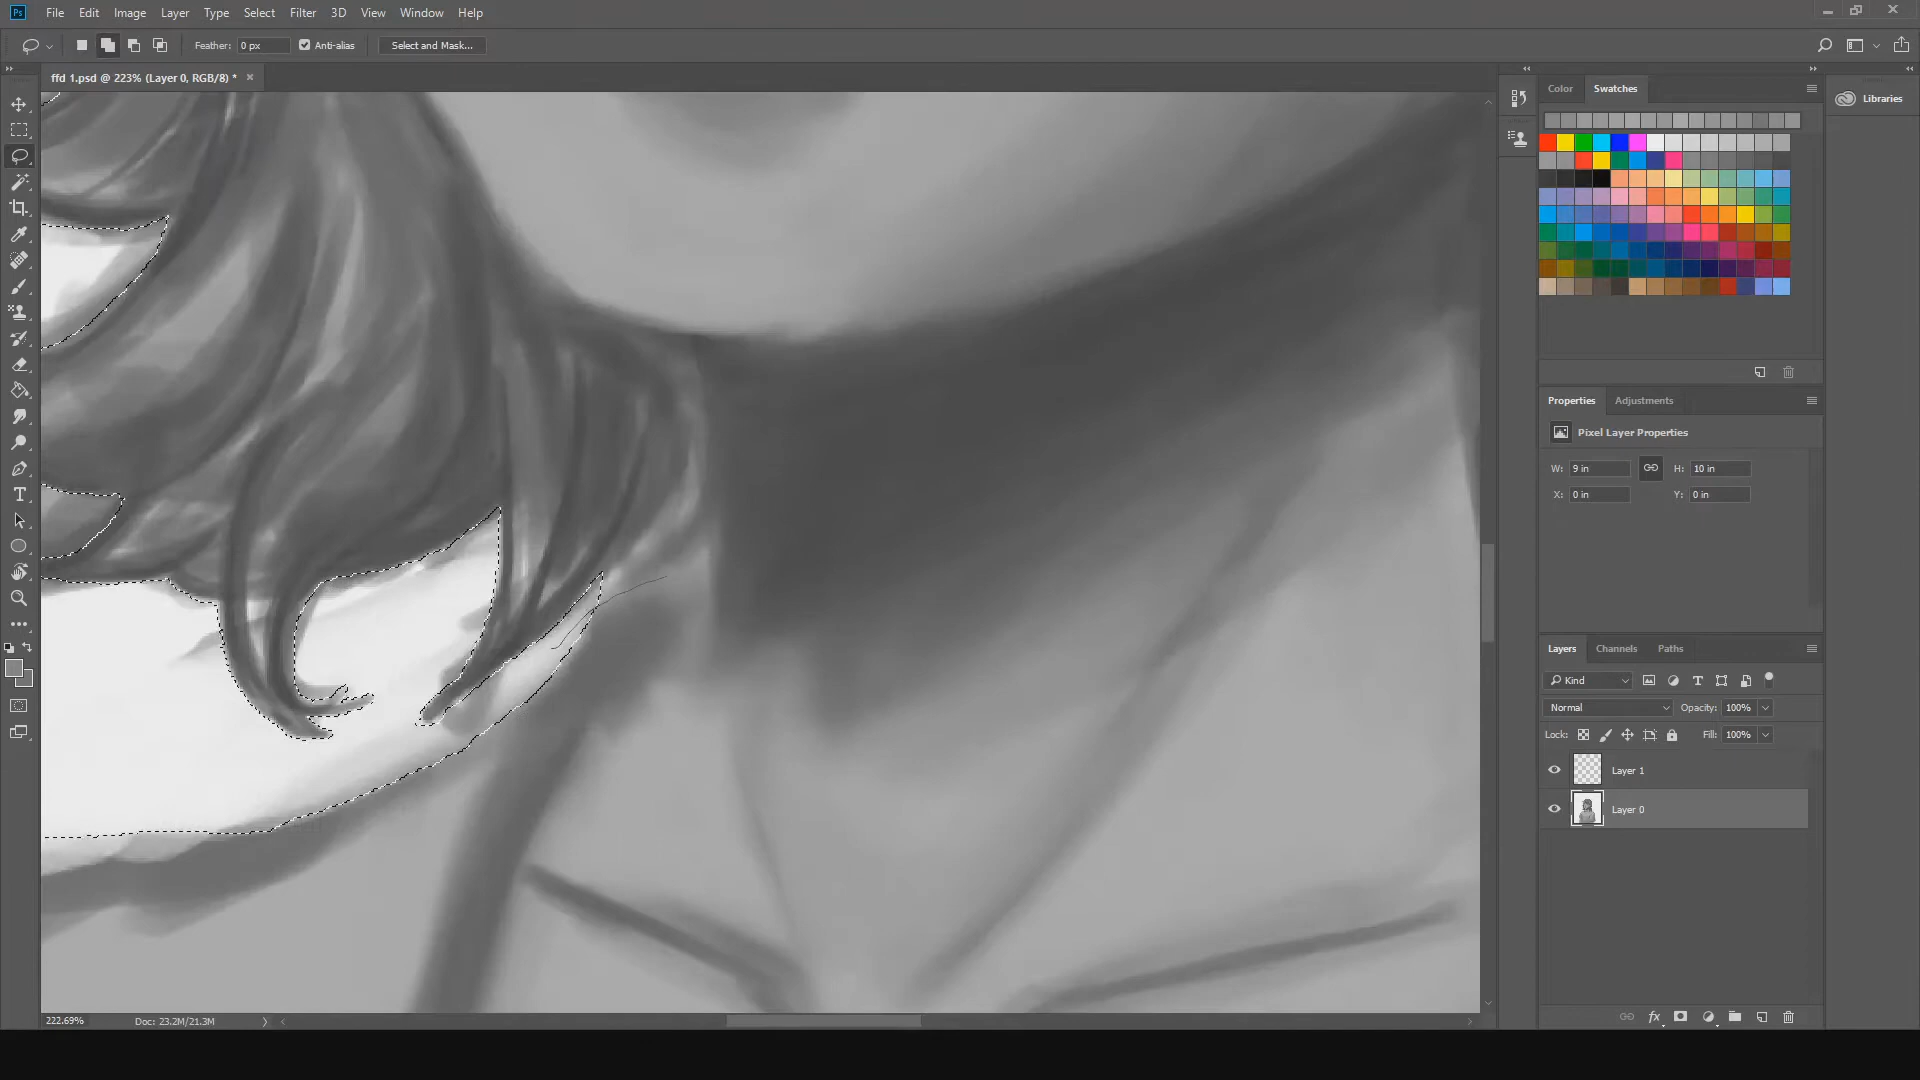 Ps File Edit Image Layer Type Select Filter 3D View Window Help
Feather: 0 px Anti-alias Select and Mask...
ffd 1.psd @ 223% (Layer 0, RGB/8) *
Color Swatches
Libraries
Properties Adjustments
Pixel Layer Properties
W: 9 in H: 10 in
X: 0 in Y: 0 in
Layers Channels Paths
Kind
Normal Opacity: 100%
Lock: Fill: 100%
Layer 1
Layer 0
fx
222.69% Doc: 23.2M/21.3M